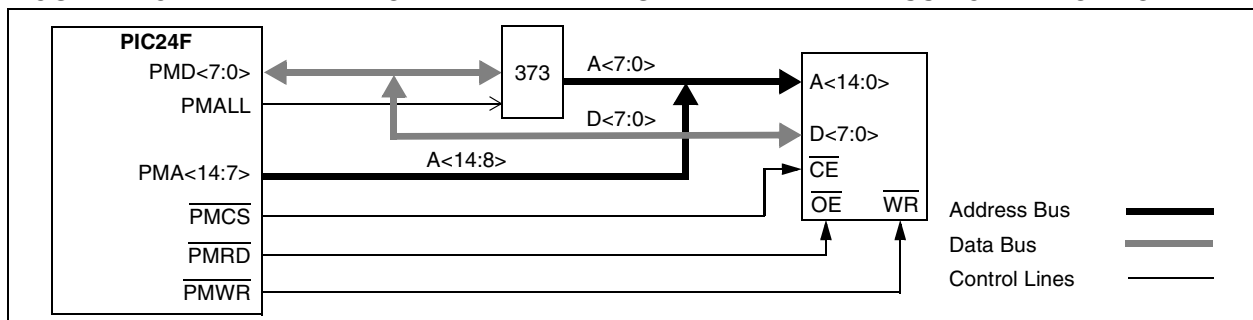 PIC24F
PMD<7:0>
PMALL
PMA<14:7>
PMCS
PMRD
PMWR
373
A<7:0>
D<7:0>
A<14:8>
A<14:0>
D<7:0>
CE
OE WR
Address Bus
Data Bus
Control Lines